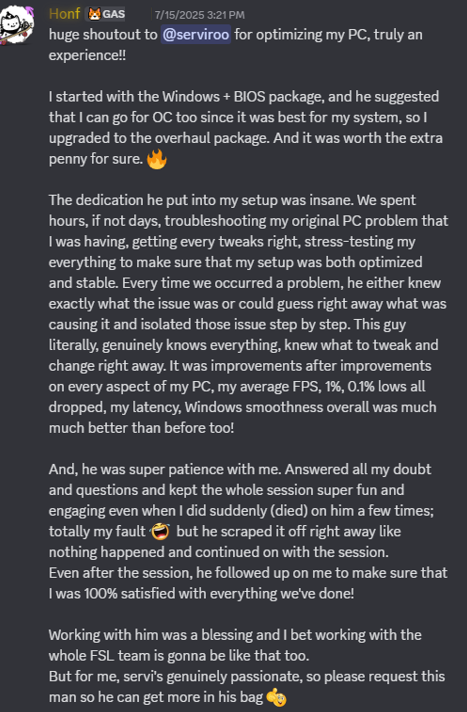 Honf GAS 7/15/2025 3:21 PM
huge shoutout to @serviroo for optimizing my PC, truly an
experience!!
I started with the Windows + BIOS package, and he suggested
that I can go for OC too since it was best for my system, so I
upgraded to the overhaul package. And it was worth the extra
penny for sure. 🔥
The dedication he put into my setup was insane. We spent
hours, if not days, troubleshooting my original PC problem that
I was having, getting every tweaks right, stress-testing my
everything to make sure that my setup was both optimized
and stable. Every time we occurred a problem, he either knew
exactly what the issue was or could guess right away what was
causing it and isolated those issue step by step. This guy
literally, genuinely knows everything, knew what to tweak and
change right away. It was improvements after improvements
on every aspect of my PC, my average FPS, 1%, 0.1% lows all
dropped, my latency, Windows smoothness overall was much
much better than before too!
And, he was super patience with me. Answered all my doubt
and questions and kept the whole session super fun and
engaging even when I did suddenly (died) on him a few times;
totally my fault 🤣 but he scraped it off right away like
nothing happened and continued on with the session.
Even after the session, he followed up on me to make sure that
I was 100% satisfied with everything we've done!
Working with him was a blessing and I bet working with the
whole FSL team is gonna be like that too.
But for me, servi's genuinely passionate, so please request this
man so he can get more in his bag